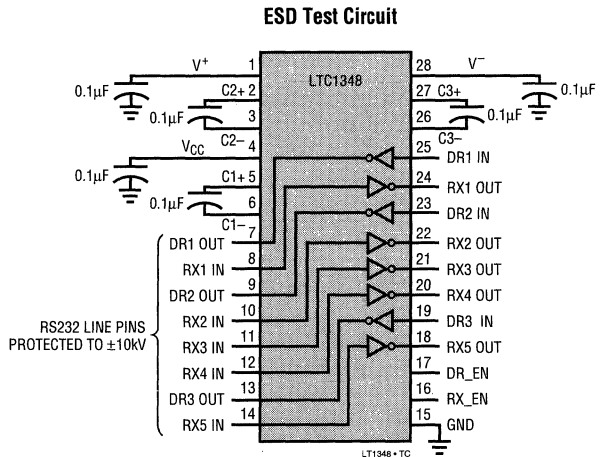 ESD Test Circuit
V+ 1 28 V−
LTC1348
0.1µF C2+ 2 27 C3+ 0.1µF
0.1µF 3 26 0.1µF
C2− C3−
VCC 4 25 DR1 IN
0.1µF C1+ 5 24 RX1 OUT
0.1µF 6 23 DR2 IN
C1−
DR1 OUT 7 22 RX2 OUT
RX1 IN 8 21 RX3 OUT
DR2 OUT 9 20 RX4 OUT
RX2 IN 10 19 DR3 IN
RS232 LINE PINS
PROTECTED TO ±10kV
RX3 IN 11 18 RX5 OUT
RX4 IN 12 17 DR_EN
DR3 OUT 13 16 RX_EN
RX5 IN 14 15 GND
LT1348 • TC